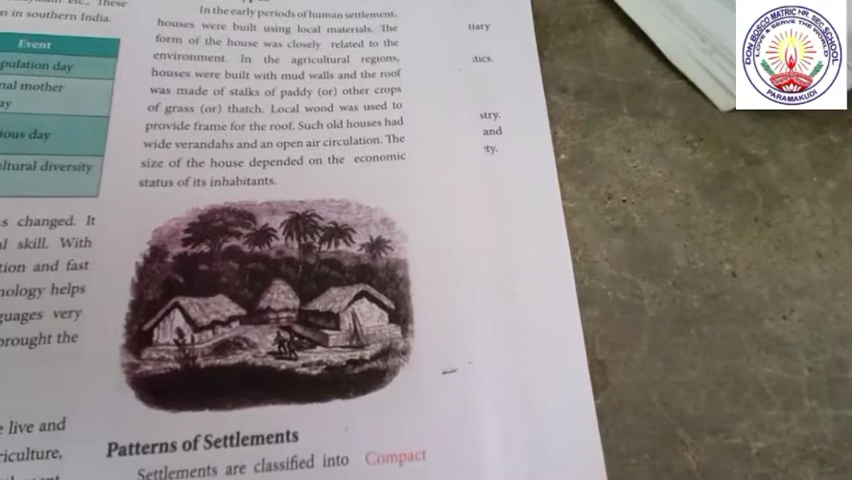 etc., These
n in southern India.
Event
pulation day
nal mother
ay
ious day
ltural diversity
s changed. It
al skill. With
tion and fast
nology helps
guages very
brought the
e live and
riculture,
In the early periods of human settlement,
houses were built using local materials. The
form of the house was closely related to the
environment. In the agricultural regions,
houses were built with mud walls and the roof
was made of stalks of paddy (or) other crops
of grass (or) thatch. Local wood was used to
provide frame for the roof. Such old houses had
wide verandahs and an open air circulation. The
size of the house depended on the economic
status of its inhabitants.
Patterns of Settlements
Settlements are classified into Compact
tiary
tics.
stry.
and
ty.
DON BOSCO MATRIC HR SEC SCHOOL
LOVE & SERVE THE WORLD
PARAMAKUDI